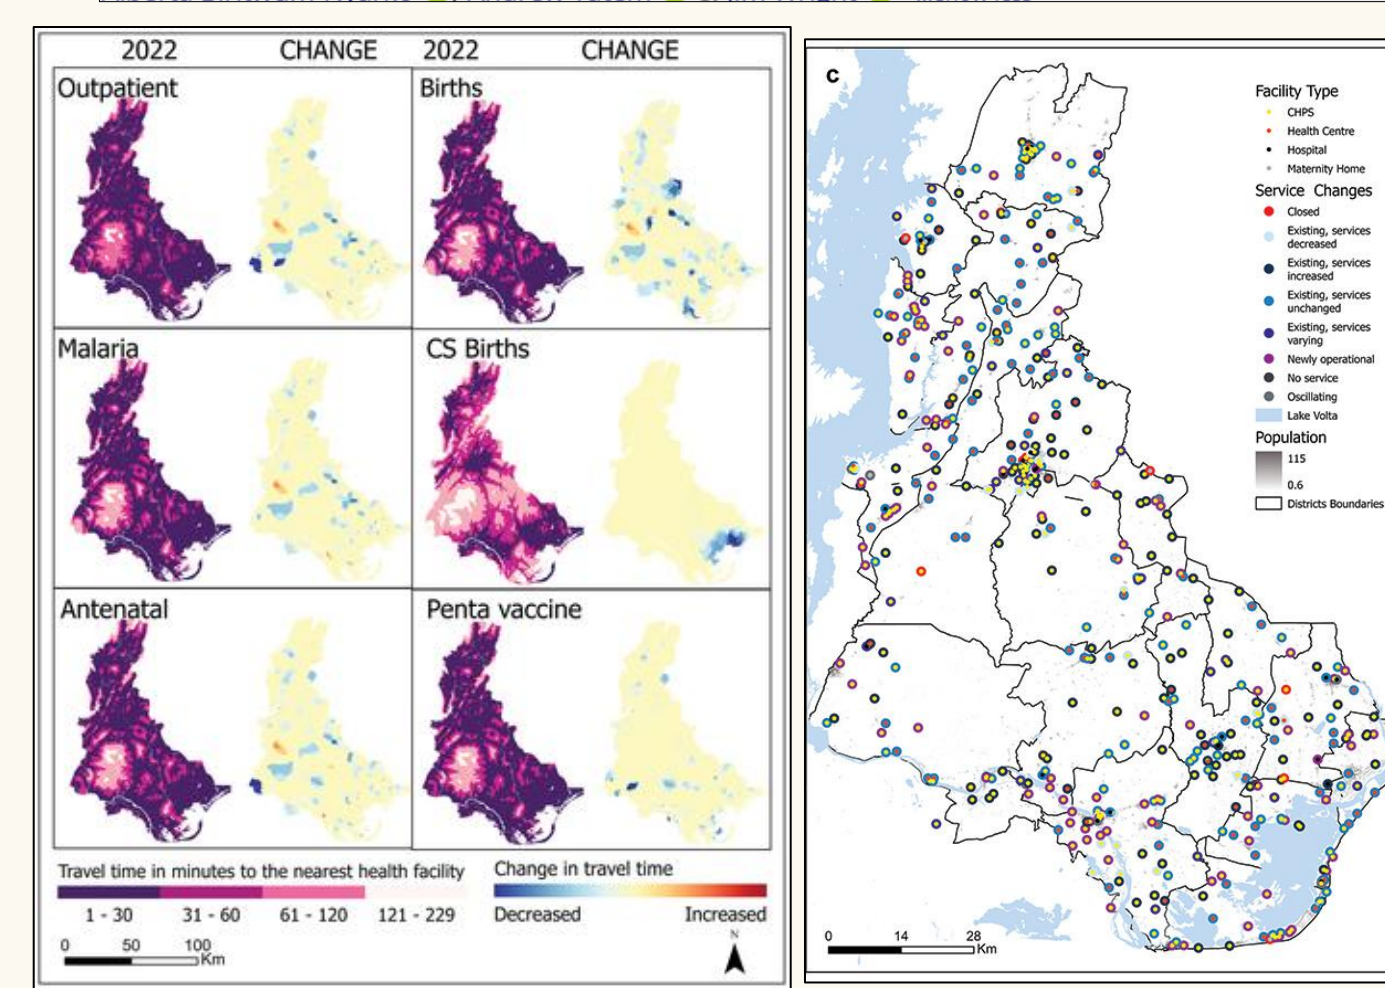 2022 CHANGE 2022 CHANGE
Outpatient
Births
Malaria
CS Births
Antenatal
Penta vaccine
Travel time in minutes to the nearest health facility
1 - 30 31 - 60 61 - 120 121 - 229
0 50 100
Km
Change in travel time
Decreased Increased
N
c
Facility Type
CHPS
Health Centre
Hospital
Maternity Home
Service Changes
Closed
Existing, services
decreased
Existing, services
increased
Existing, services
unchanged
Existing, services
varying
Newly operational
No service
Oscillating
Lake Volta
Population
115
0.6
Districts Boundaries
0 14 28
Km